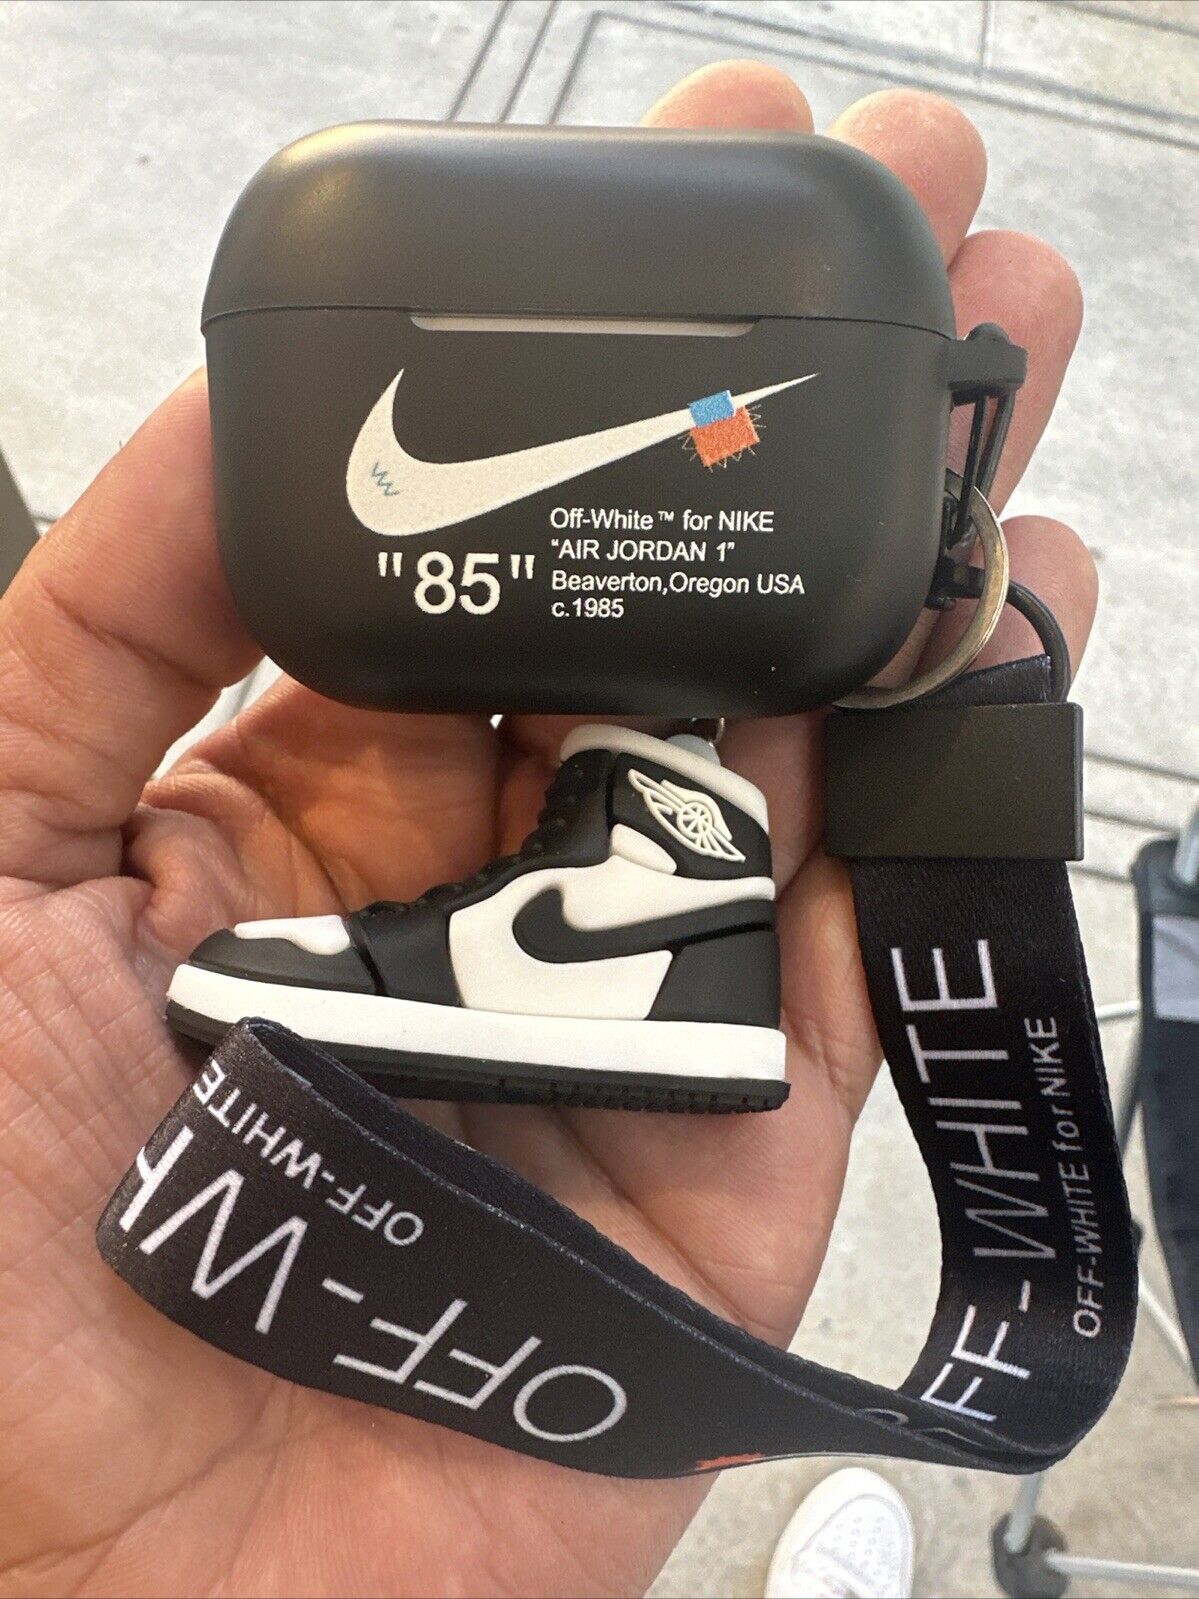 Off-White™ for NIKE
"AIR JORDAN 1"
"85"
Beaverton,Oregon USA
c.1985
FF-WHITE
OFF-WHITE for NIKE
OFF-WH
OFF-WHITE